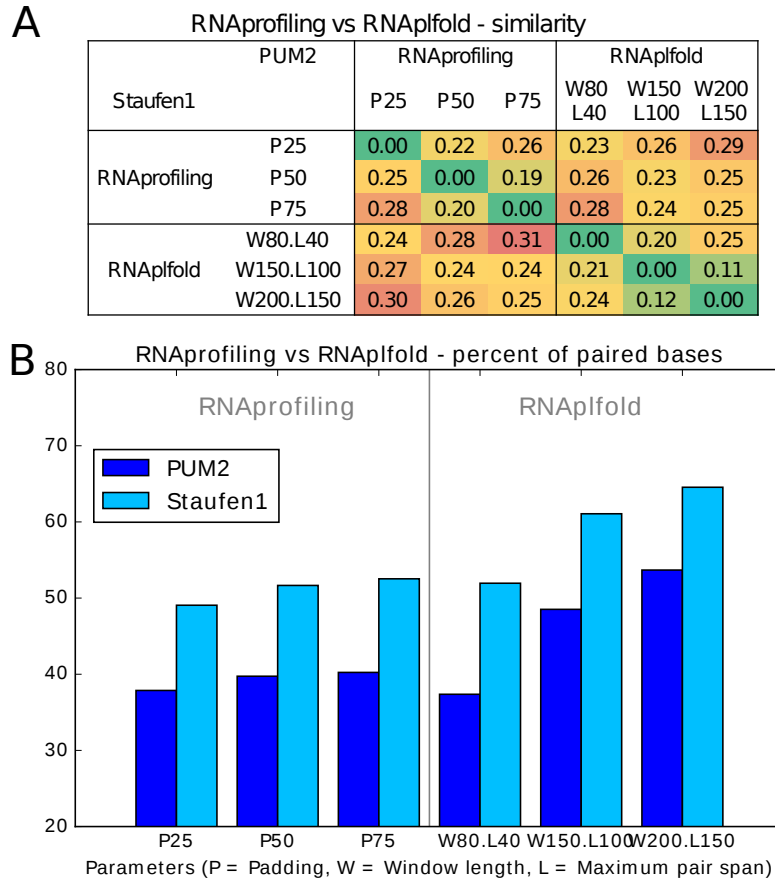 A
RNAprofiling vs RNAplfold - similarity
PUM2 RNAprofiling RNAplfold
Staufen1 P25 P50 P75 W80 L40 W150 L100 W200 L150
P25 0.00 0.22 0.26 0.23 0.26 0.29
RNAprofiling P50 0.25 0.00 0.19 0.26 0.23 0.25
P75 0.28 0.20 0.00 0.28 0.24 0.25
W80.L40 0.24 0.28 0.31 0.00 0.20 0.25
RNAplfold W150.L100 0.27 0.24 0.24 0.21 0.00 0.11
W200.L150 0.30 0.26 0.25 0.24 0.12 0.00
B
RNAprofiling vs RNAplfold - percent of paired bases
80
RNAprofiling RNAplfold
70
PUM2
Staufen1
60
50
40
30
20
P25 P50 P75 W80.L40 W150.L100 W200.L150
Parameters (P = Padding, W = Window length, L = Maximum pair span)